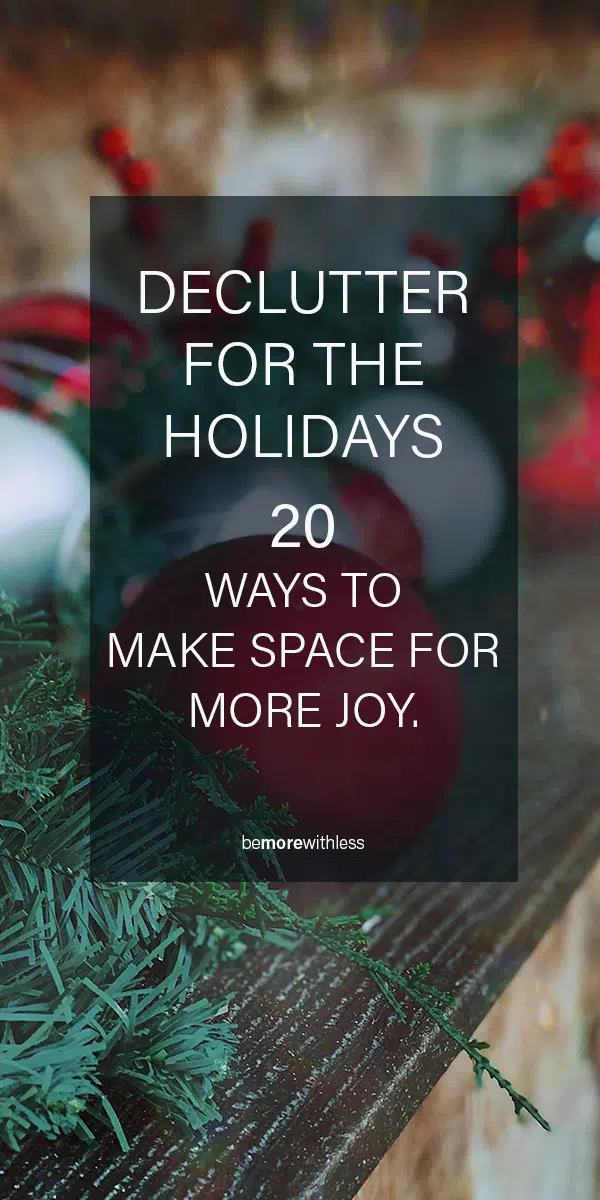 DECLUTTER
FOR THE
HOLIDAYS
20
WAYS TO
MAKE SPACE FOR
MORE JOY.
bemorewithless